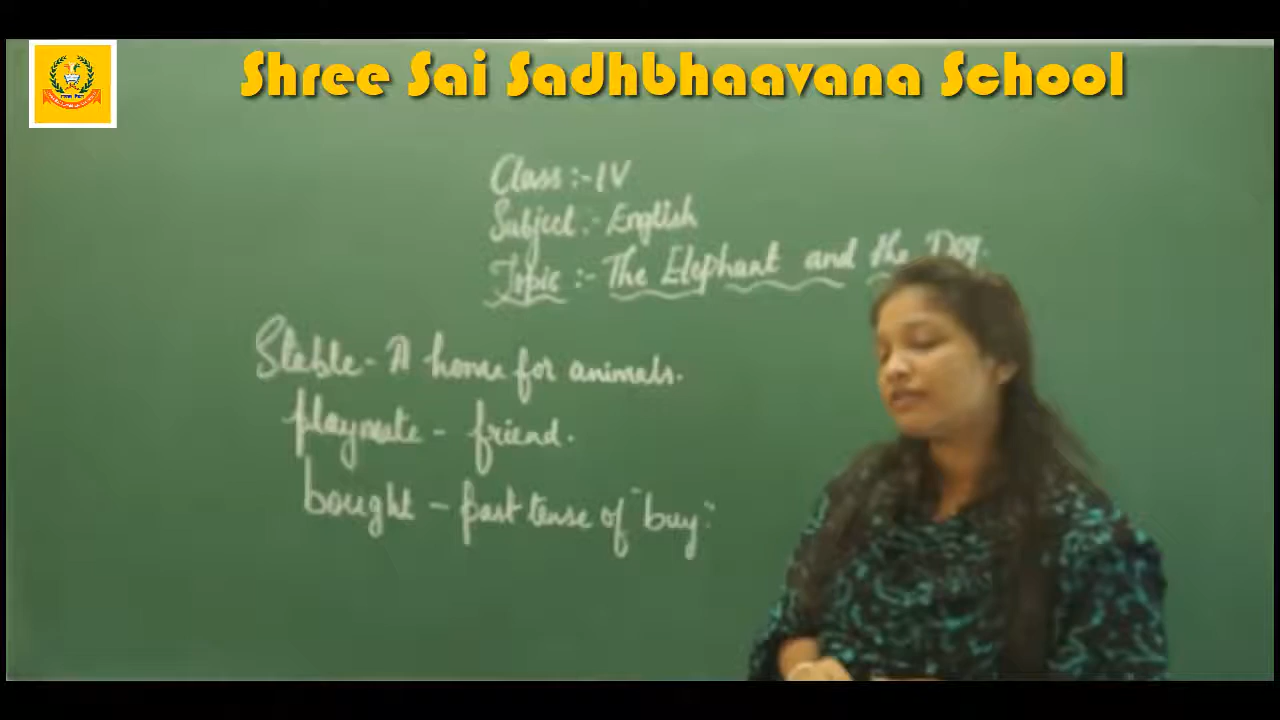 Shree Sai Sadhbhaavana School
Class :- IV
Subject :- English
Topic :- The Elephant and the Dog.
Stable - A home for animals.
playmate - friend.
bought - past tense of "buy".